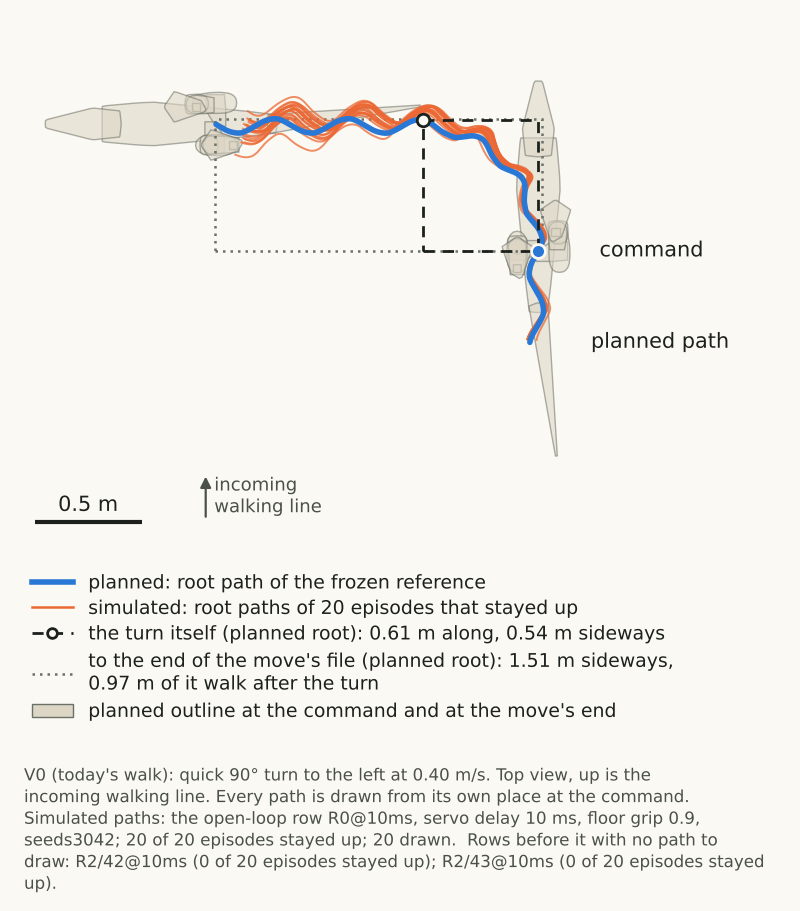 command
planned path
0.5 m
incoming
walking line
planned: root path of the frozen reference
simulated: root paths of 20 episodes that stayed up
the turn itself (planned root): 0.61 m along, 0.54 m sideways
to the end of the move's file (planned root): 1.51 m sideways,
0.97 m of it walk after the turn
planned outline at the command and at the move's end
V0 (today's walk): quick 90° turn to the left at 0.40 m/s. Top view, up is the
incoming walking line. Every path is drawn from its own place at the command.
Simulated paths: the open-loop row R0@10ms, servo delay 10 ms, floor grip 0.9,
seeds3042; 20 of 20 episodes stayed up; 20 drawn.  Rows before it with no path to
draw: R2/42@10ms (0 of 20 episodes stayed up); R2/43@10ms (0 of 20 episodes stayed
up).